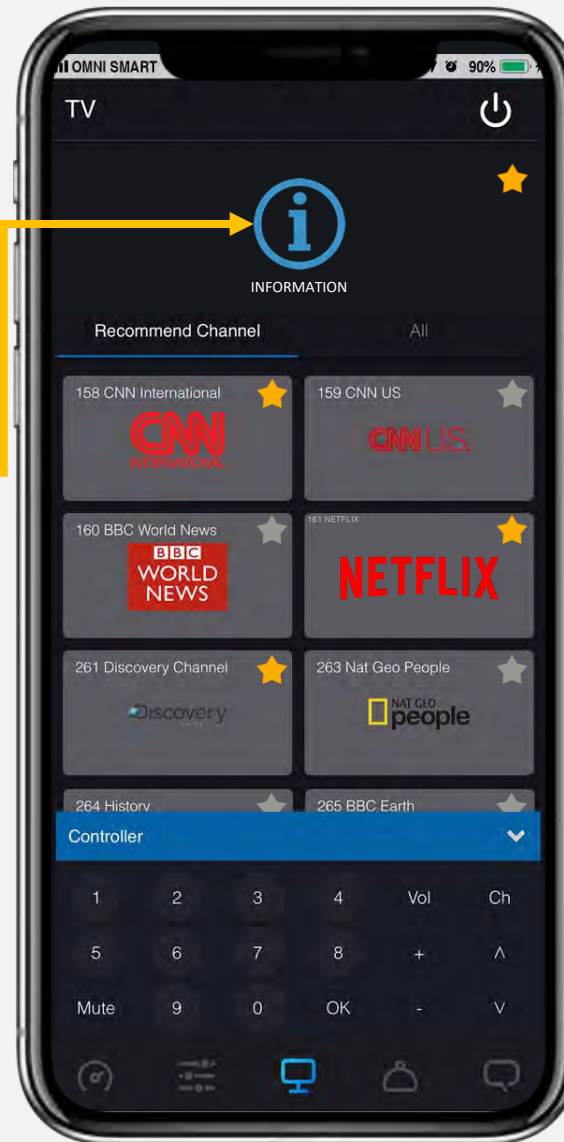 OMNI SMART
90%
TV
INFORMATION
Recommend Channel
All
158 CNN International
CNN
INTERNATIONAL
159 CNN US
CNN U.S.
160 BBC World News
BBC
WORLD
NEWS
161 NETFLIX
NETFLIX
261 Discovery Channel
Discovery
263 Nat Geo People
NAT GEO
people
264 History
265 BBC Earth
Controller
1 2 3 4 Vol Ch
5 6 7 8 + ˄
Mute 9 0 OK - ˅